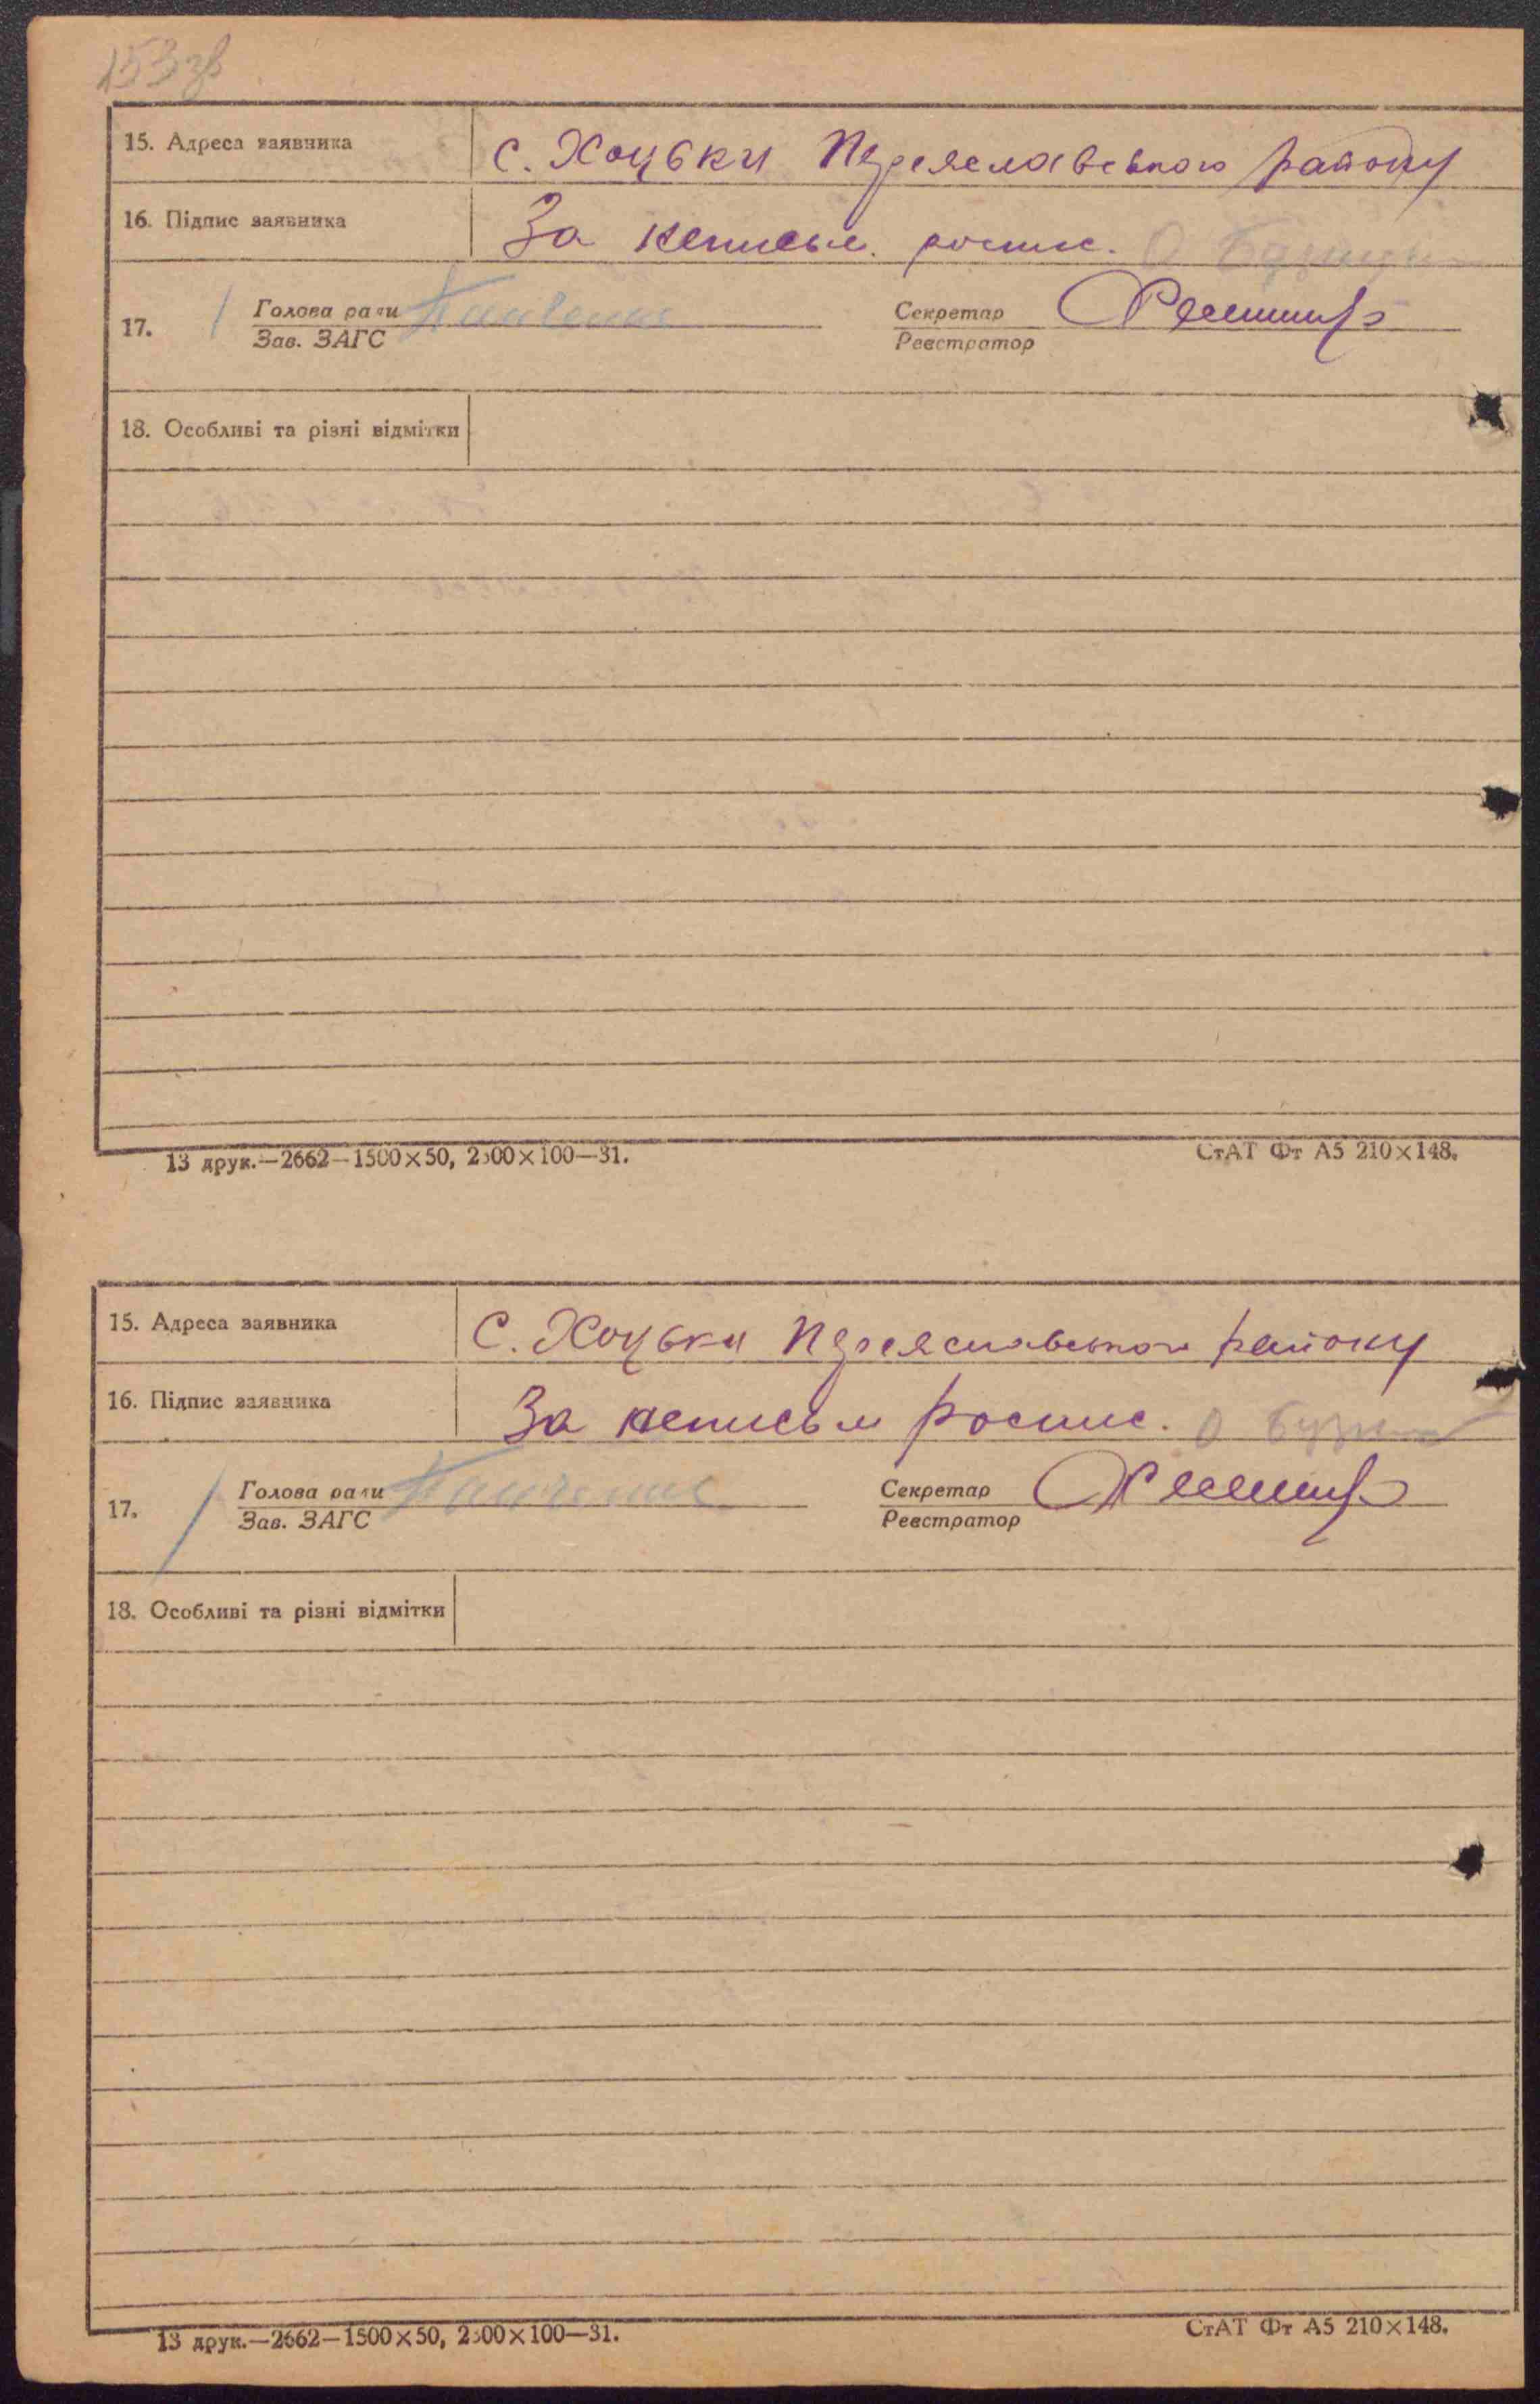 153зв
15. Адреса заявника С. Хоцьки Переяславського району
16. Підпис заявника За неписьм. роспис. О
17. Голова ради Секретар
Зав. ЗАГС Реєстратор
18. Особливі та різні відмітки
13 друк.—2662—1500×50, 2500×100—31. СтАТ Фт А5 210×148.
15. Адреса заявника С. Хоцьки Переяславського району
16. Підпис заявника За неписьм роспис. О
17. Голова ради Секретар
Зав. ЗАГС Реєстратор
18. Особливі та різні відмітки
13 друк.—2662—1500×50, 2500×100—31. СтАТ Фт А5 210×148.